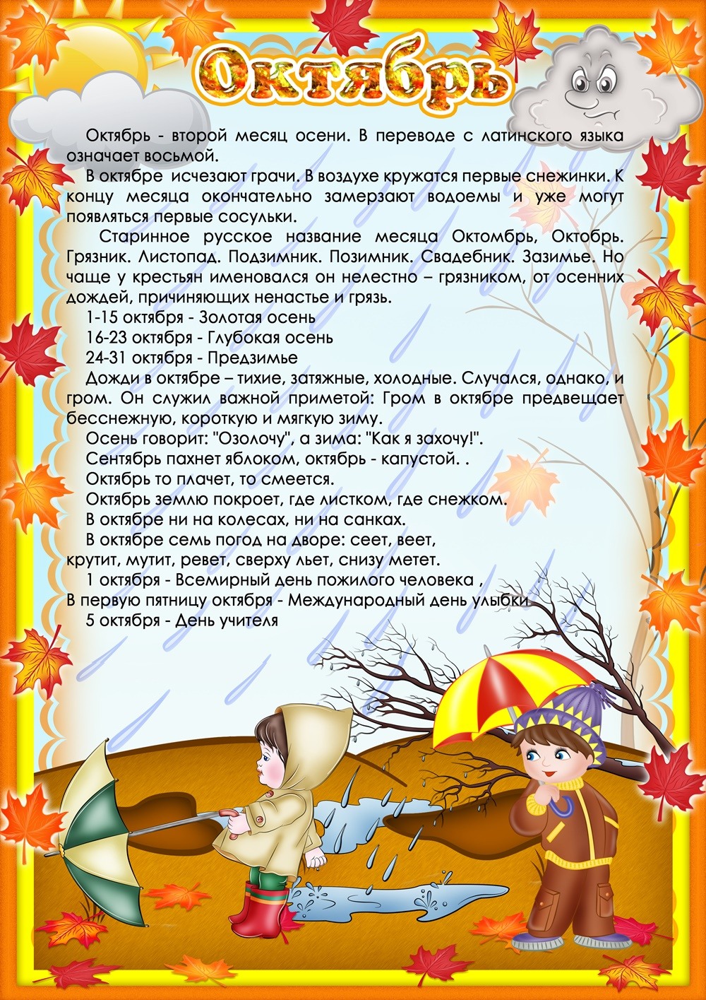 Октябрь
Октябрь - второй месяц осени. В переводе с латинского языка
означает восьмой.
В октябре исчезают грачи. В воздухе кружатся первые снежинки. К
концу месяца окончательно замерзают водоемы и уже могут
появляться первые сосульки.
Старинное русское название месяца Октомбрь, Октобрь.
Грязник. Листопад. Подзимник. Позимник. Свадебник. Зазимье. Но
чаще у крестьян именовался он нелестно – грязником, от осенних
дождей, причиняющих ненастье и грязь.
1-15 октября - Золотая осень
16-23 октября - Глубокая осень
24-31 октября - Предзимье
Дожди в октябре – тихие, затяжные, холодные. Случался, однако, и
гром. Он служил важной приметой: Гром в октябре предвещает
бесснежную, короткую и мягкую зиму.
Осень говорит: "Озолочу", а зима: "Как я захочу!".
Сентябрь пахнет яблоком, октябрь - капустой. .
Октябрь то плачет, то смеется.
Октябрь землю покроет, где листком, где снежком.
В октябре ни на колесах, ни на санках.
В октябре семь погод на дворе: сеет, веет,
крутит, мутит, ревет, сверху льет, снизу метет.
1 октября - Всемирный день пожилого человека ,
В первую пятницу октября - Международный день улыбки
5 октября - День учителя